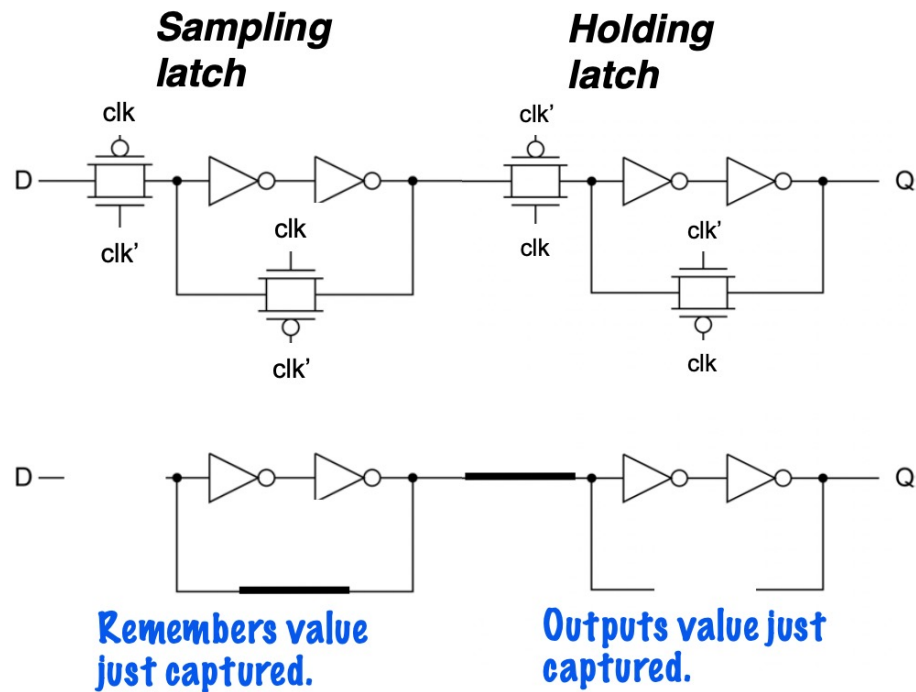 Sampling
latch
Holding
latch
clk
clk’
D
Q
clk’
clk
clk
clk’
clk’
clk
D
Q
Remembers value
just captured.
Outputs value just
captured.